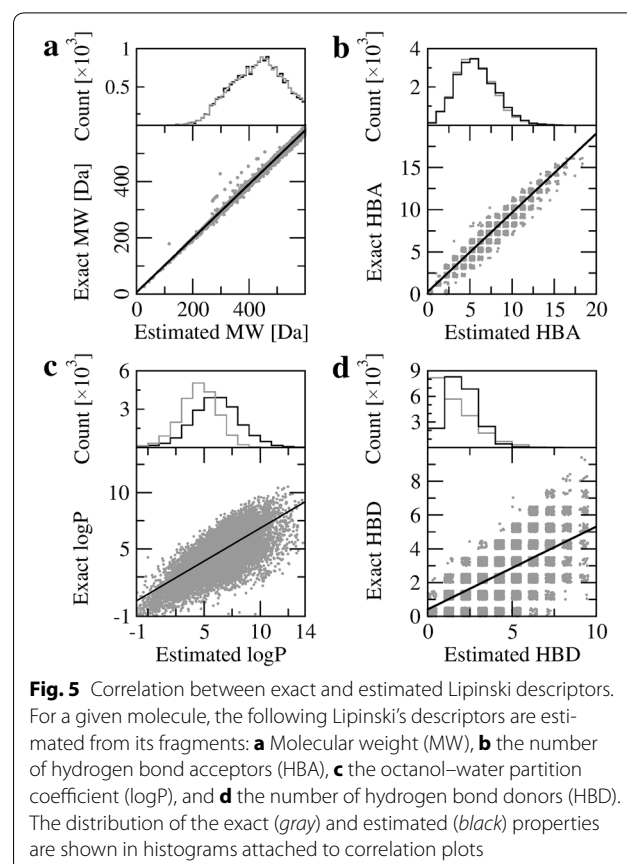 a
b
1
0.5
Count [×10³]
4
2
Count [×10³]
400
200
0
Exact MW [Da]
15
10
5
0
Exact HBA
0 200 400
Estimated MW [Da]
0 5 10 15 20
Estimated HBA
c
d
6
3
Count [×10³]
9
6
3
Count [×10³]
10
5
-1
Exact logP
8
6
4
2
0
Exact HBD
-1 5 10 14
Estimated logP
0 5 10
Estimated HBD
Fig. 5 Correlation between exact and estimated Lipinski descriptors.
For a given molecule, the following Lipinski's descriptors are esti-
mated from its fragments: a Molecular weight (MW), b the number
of hydrogen bond acceptors (HBA), c the octanol–water partition
coefficient (logP), and d the number of hydrogen bond donors (HBD).
The distribution of the exact (gray) and estimated (black) properties
are shown in histograms attached to correlation plots